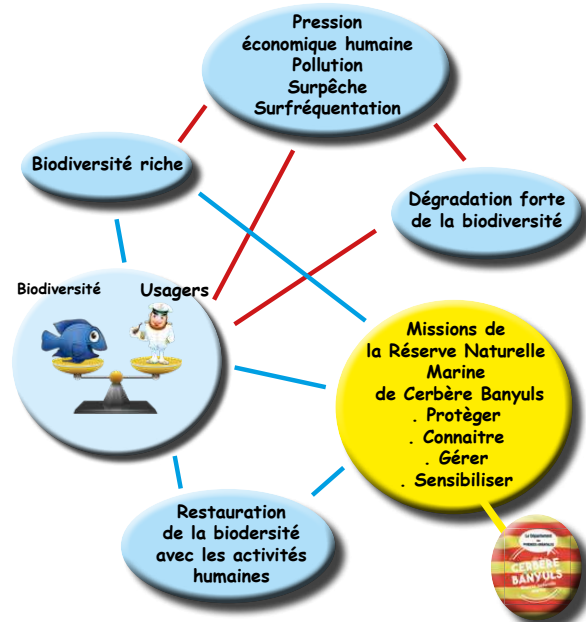 Pression
économique humaine
Pollution
Surpêche
Surfréquentation
Biodiversité riche
Dégradation forte
de la biodiversité
Biodiversité
Usagers
Missions de
la Réserve Naturelle
Marine
de Cerbère Banyuls
. Protèger
. Connaitre
. Gérer
. Sensibiliser
Restauration
de la biodersité
avec les activités
humaines
CERBÈRE
BANYULS